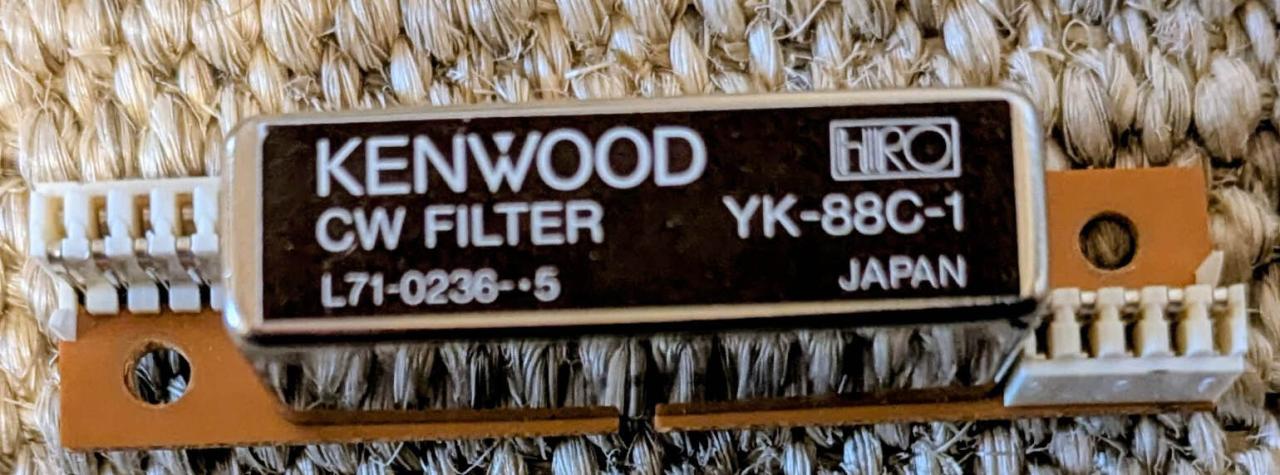 KENWOOD HIRO
CW FILTER YK-88C-1
L71-0236-·5 JAPAN